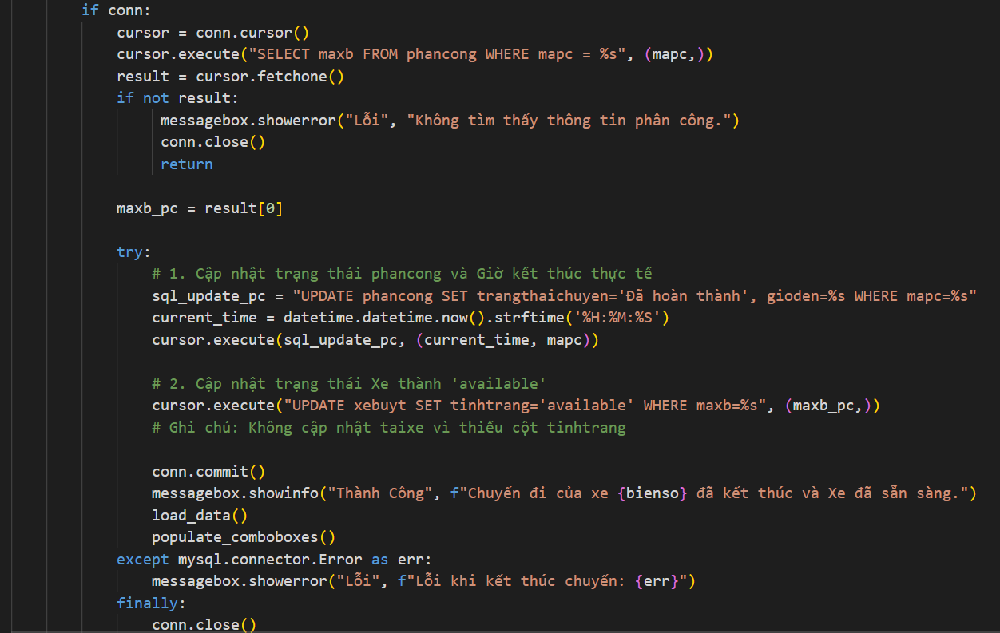 if conn:
cursor = conn.cursor()
cursor.execute("SELECT maxb FROM phancong WHERE mapc = %s", (mapc,))
result = cursor.fetchone()
if not result:
messagebox.showerror("Lỗi", "Không tìm thấy thông tin phân công.")
conn.close()
return
maxb_pc = result[0]
try:
# 1. Cập nhật trạng thái phancong và Giờ kết thúc thực tế
sql_update_pc = "UPDATE phancong SET trangthaichuyen='Đã hoàn thành', gioden=%s WHERE mapc=%s"
current_time = datetime.datetime.now().strftime('%H:%M:%S')
cursor.execute(sql_update_pc, (current_time, mapc))
# 2. Cập nhật trạng thái Xe thành 'available'
cursor.execute("UPDATE xebuyt SET tinhtrang='available' WHERE maxb=%s", (maxb_pc,))
# Ghi chú: Không cập nhật taixe vì thiếu cột tinhtrang
conn.commit()
messagebox.showinfo("Thành Công", f"Chuyến đi của xe {bienso} đã kết thúc và Xe đã sẵn sàng.")
load_data()
populate_comboboxes()
except mysql.connector.Error as err:
messagebox.showerror("Lỗi", f"Lỗi khi kết thúc chuyến: {err}")
finally:
conn.close()